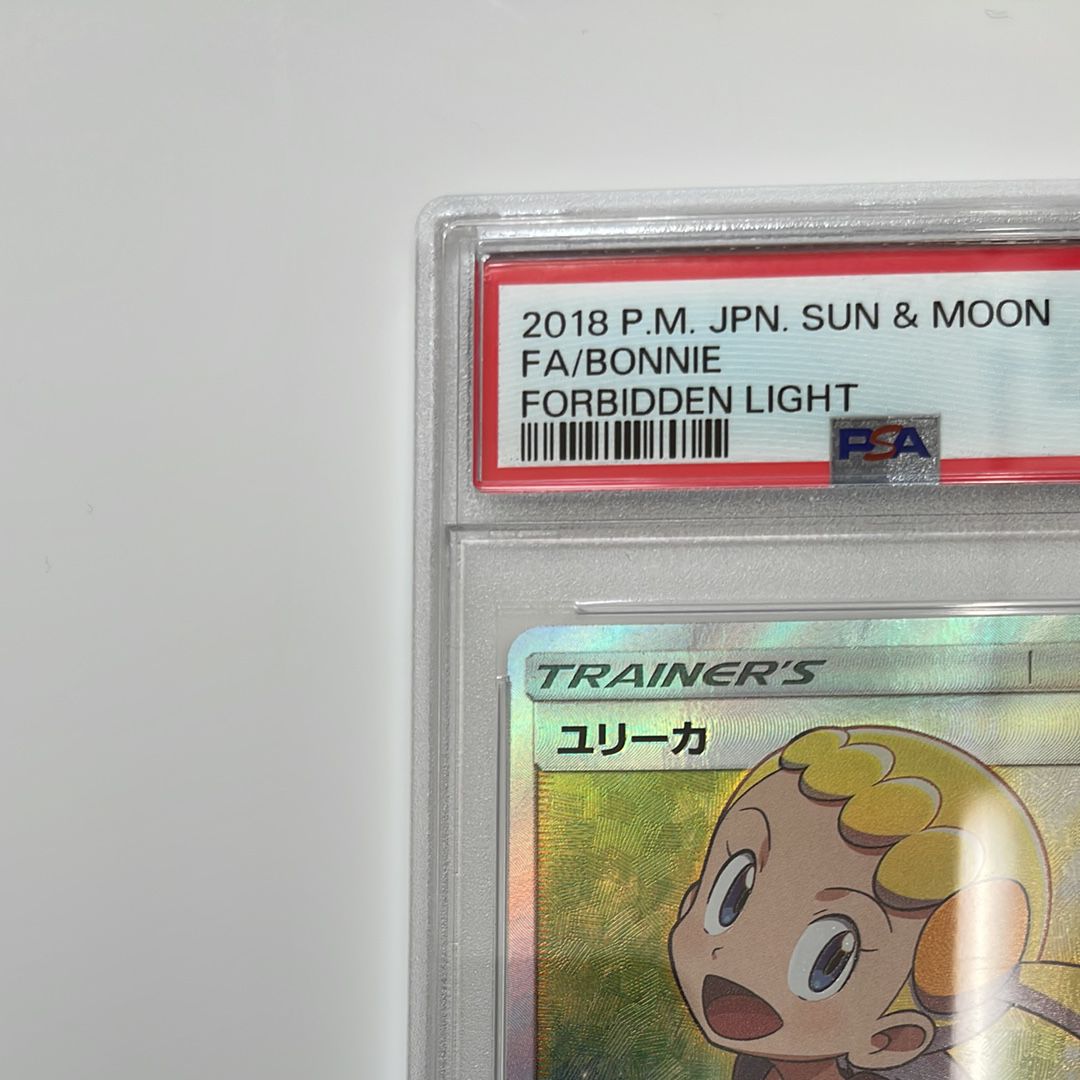 2018 P.M. JPN. SUN & MOON
FA/BONNIE
FORBIDDEN LIGHT
PSA
TRAINER'S
ユリーカ